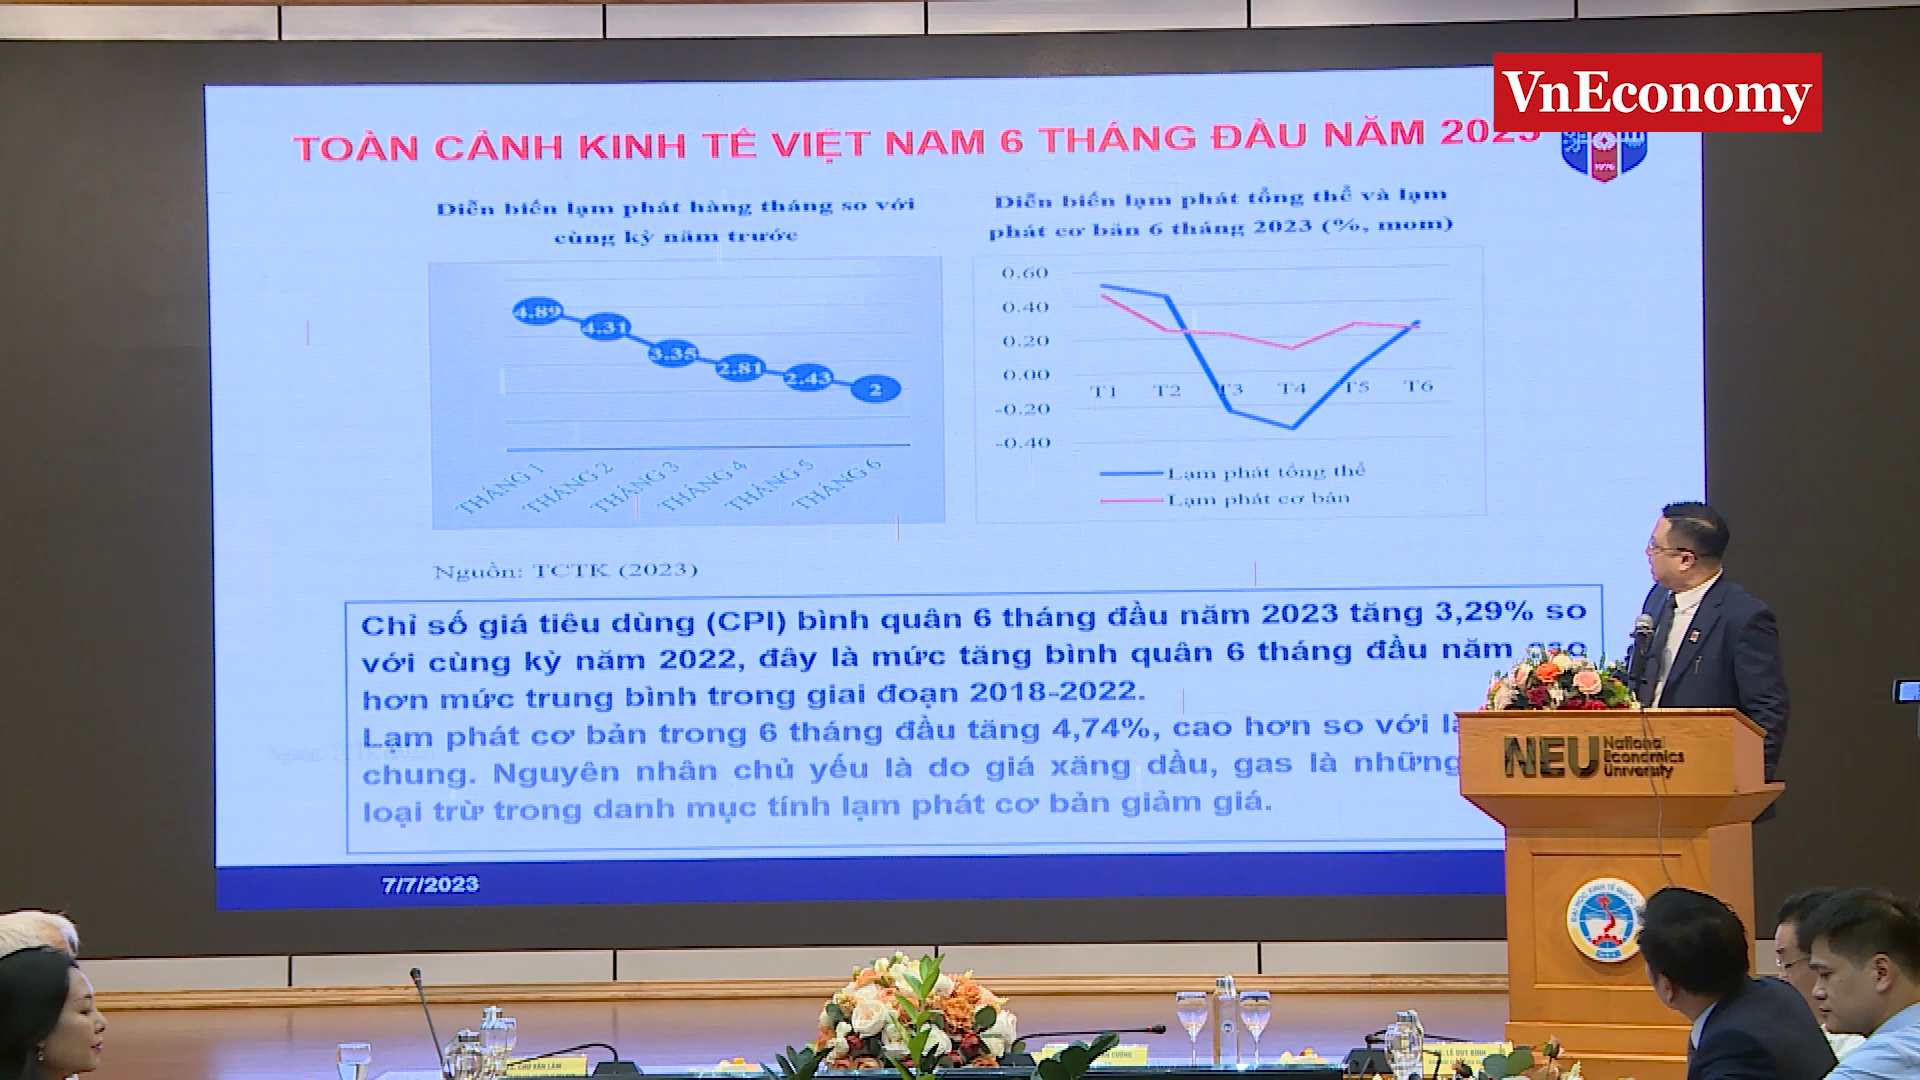 VnEconomy
TOÀN CẢNH KINH TẾ VIỆT NAM 6 THÁNG ĐẦU NĂM 2023
1976
Diễn biến lạm phát hàng tháng so với
cùng kỳ năm trước
4.89
4.31
3.35
2.81
2.43
2
THÁNG 1
THÁNG 2
THÁNG 3
THÁNG 4
THÁNG 5
THÁNG 6
Diễn biến lạm phát tổng thể và lạm
phát cơ bản 6 tháng 2023 (%, mom)
0.60
0.40
0.20
0.00
-0.20
-0.40
T1 T2 T3 T4 T5 T6
Lạm phát tổng thể
Lạm phát cơ bản
Nguồn: TCTK (2023)
Chỉ số giá tiêu dùng (CPI) bình quân 6 tháng đầu năm 2023 tăng 3,29% so
với cùng kỳ năm 2022, đây là mức tăng bình quân 6 tháng đầu năm cao
hơn mức trung bình trong giai đoạn 2018-2022.
Lạm phát cơ bản trong 6 tháng đầu tăng 4,74%, cao hơn so với
chung. Nguyên nhân chủ yếu là do giá xăng dầu, gas là những
loại trừ trong danh mục tính lạm phát cơ bản giảm giá.
7/7/2023
NEU National
Economics
University
CHU VĂN LÂM
CƯỜNG
LÊ DUY BÌNH